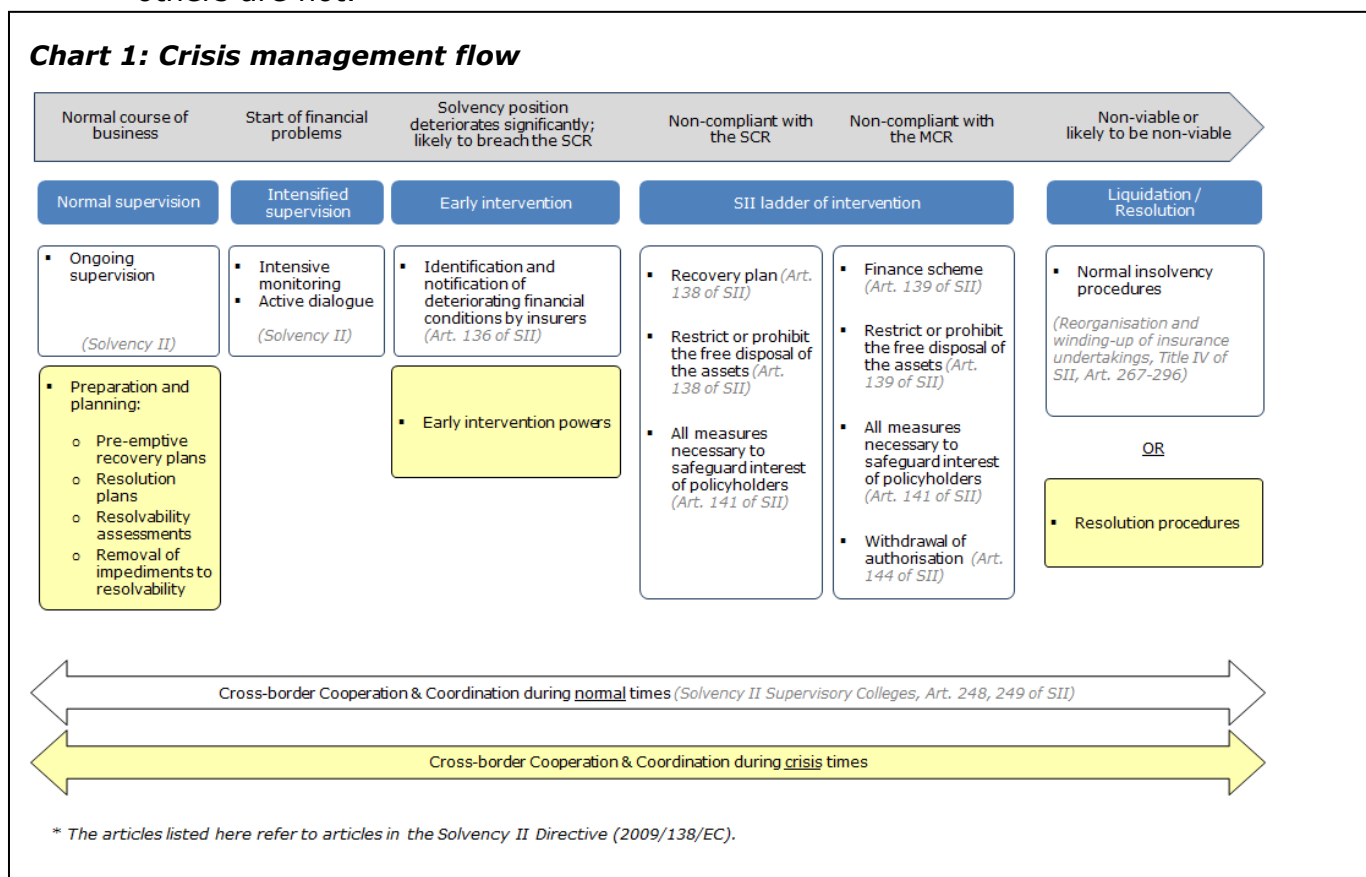 others are not.
Chart 1: Crisis management flow
Normal course of
business
Start of financial
problems
Solvency position
deteriorates significantly;
likely to breach the SCR
Non-compliant with
the SCR
Non-compliant with
the MCR
Non-viable or
likely to be non-viable
Normal supervision
Intensified
supervision
Early intervention
SII ladder of intervention
Liquidation /
Resolution
▪ Ongoing
supervision
(Solvency II)
▪ Preparation and
planning:
o Pre-emptive
recovery plans
o Resolution
plans
o Resolvability
assessments
o Removal of
impediments to
resolvability
▪ Intensive
monitoring
▪ Active dialogue
(Solvency II)
▪ Identification and
notification of
deteriorating financial
conditions by insurers
(Art. 136 of SII)
▪ Early intervention powers
▪ Recovery plan (Art.
138 of SII)
▪ Restrict or prohibit
the free disposal of
the assets (Art.
138 of SII)
▪ All measures
necessary to
safeguard interest
of policyholders
(Art. 141 of SII)
▪ Finance scheme
(Art. 139 of SII)
▪ Restrict or prohibit
the free disposal of
the assets (Art.
139 of SII)
▪ All measures
necessary to
safeguard interest
of policyholders
(Art. 141 of SII)
▪ Withdrawal of
authorisation (Art.
144 of SII)
▪ Normal insolvency
procedures
(Reorganisation and
winding-up of insurance
undertakings, Title IV of
SII, Art. 267-296)
OR
▪ Resolution procedures
Cross-border Cooperation & Coordination during normal times (Solvency II Supervisory Colleges, Art. 248, 249 of SII)
Cross-border Cooperation & Coordination during crisis times
* The articles listed here refer to articles in the Solvency II Directive (2009/138/EC).